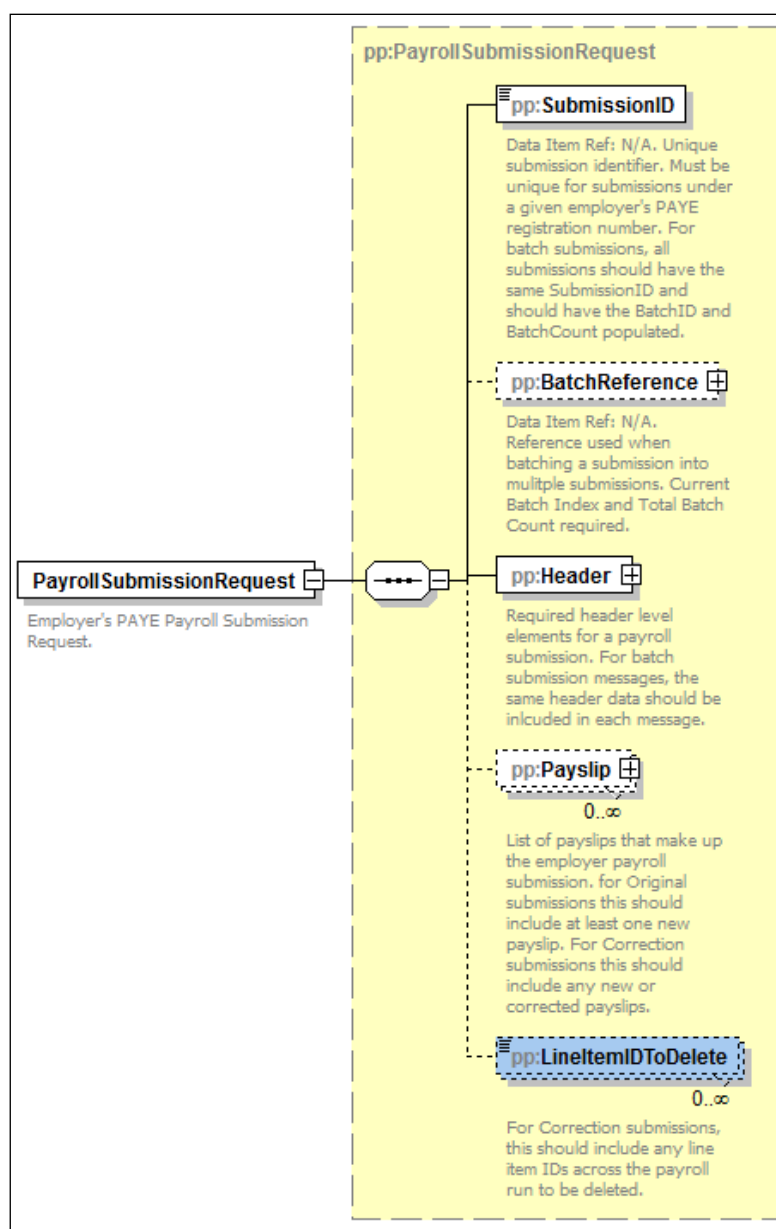 pp:PayrollSubmissionRequest
pp:SubmissionID
Data Item Ref: N/A. Unique
submission identifier. Must be
unique for submissions under
a given employer's PAYE
registration number. For
batch submissions, all
submissions should have the
same SubmissionID and
should have the BatchID and
BatchCount populated.
pp:BatchReference
Data Item Ref: N/A.
Reference used when
batching a submission into
mulitple submissions. Current
Batch Index and Total Batch
Count required.
PayrollSubmissionRequest
Employer's PAYE Payroll Submission
Request.
pp:Header
Required header level
elements for a payroll
submission. For batch
submission messages, the
same header data should be
inlcuded in each message.
pp:Payslip
0..∞
List of payslips that make up
the employer payroll
submission. for Original
submissions this should
include at least one new
payslip. For Correction
submissions this should
include any new or
corrected payslips.
pp:LineItemIDToDelete
0..∞
For Correction submissions,
this should include any line
item IDs across the payroll
run to be deleted.